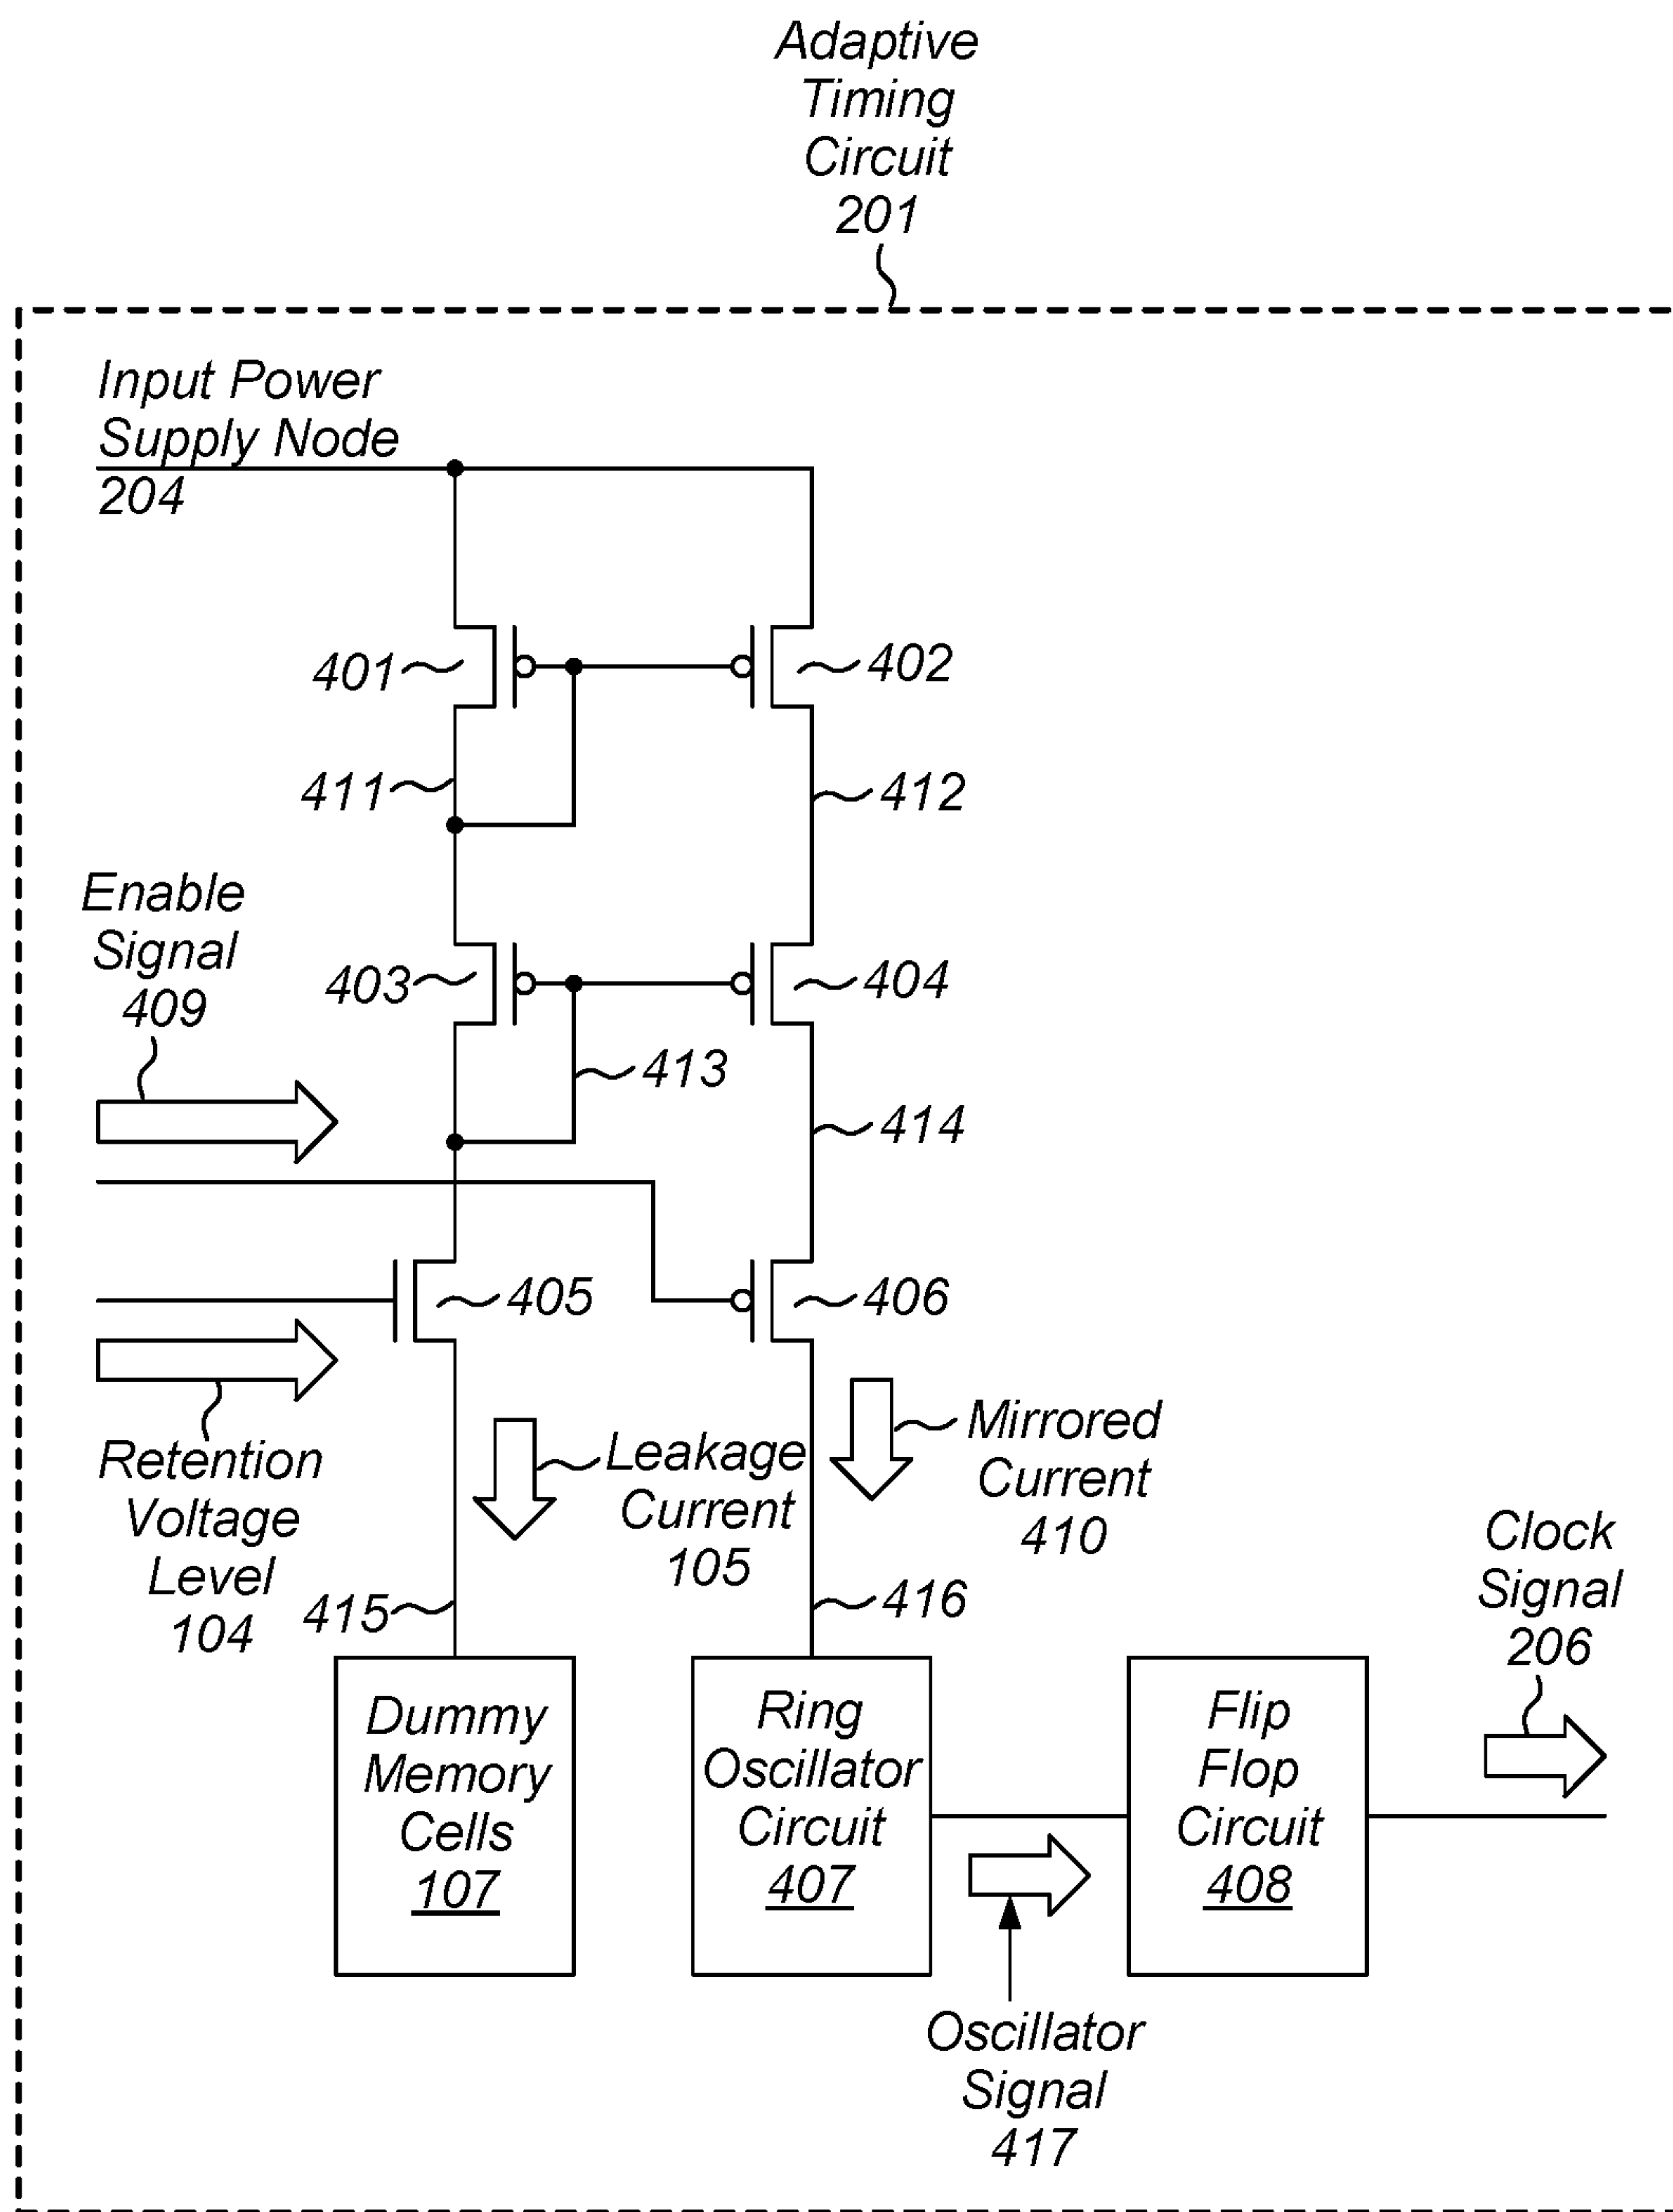 Adaptive
Timing
Circuit
201
Input Power
Supply Node
204
401
402
411
412
Enable
Signal
409
403
404
413
414
405
406
Retention
Voltage
Level
104
Leakage
Current
105
Mirrored
Current
410
415
416
Clock
Signal
206
Dummy
Memory
Cells
107
Ring
Oscillator
Circuit
407
Flip
Flop
Circuit
408
Oscillator
Signal
417